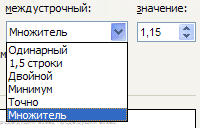 междустрочный: значение:
Множитель 1,15
Одинарный
1,5 строки
Двойной
Минимум
Точно
Множитель